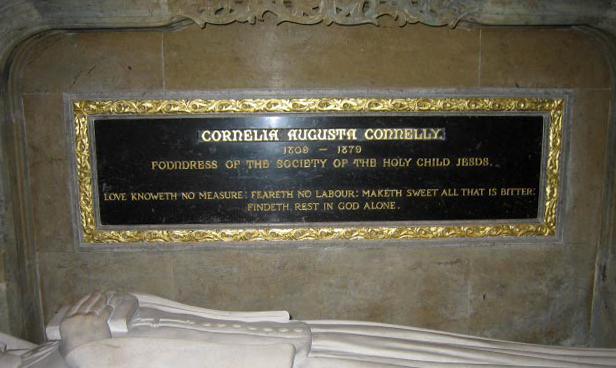 CORNELIA AUGUSTA CONNELLY.
1809 - 1879
FOUNDRESS OF THE SOCIETY OF THE HOLY CHILD JESUS.
LOVE KNOWETH NO MEASURE: FEARETH NO LABOUR: MAKETH SWEET ALL THAT IS BITTER:
FINDETH REST IN GOD ALONE.